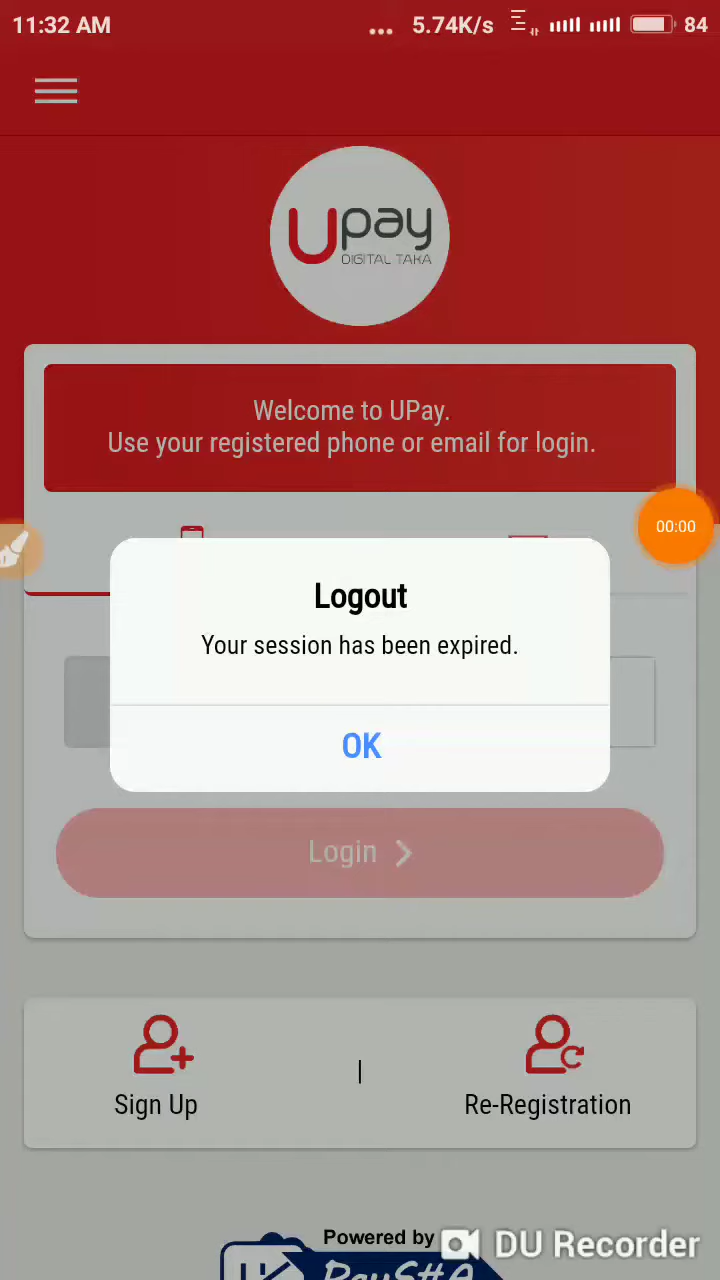 11:32 AM
... 5.74K/s
84
Upay
DIGITAL TAKA
Welcome to UPay.
Use your registered phone or email for login.
00:00
Logout
Your session has been expired.
OK
Login
Sign Up
|
Re-Registration
Powered by
DU Recorder